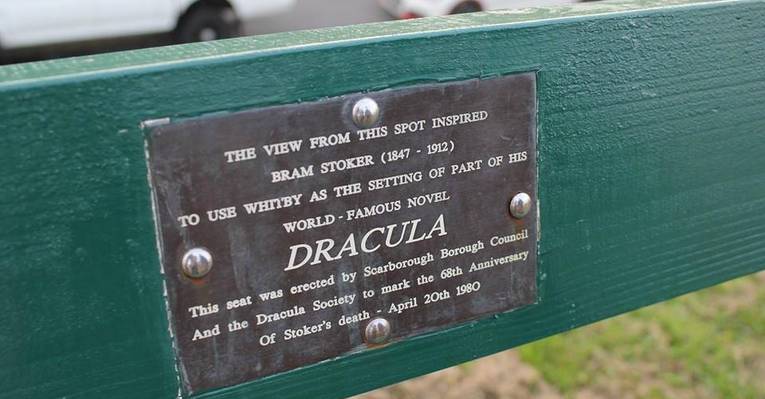 THE VIEW FROM THIS SPOT INSPIRED
BRAM STOKER (1847 - 1912)
TO USE WHITBY AS THE SETTING OF PART OF HIS
WORLD - FAMOUS NOVEL
DRACULA
This seat was erected by Scarborough Borough Council
And the Dracula Society to mark the 68th Anniversary
Of Stoker's death - April 20th 1980